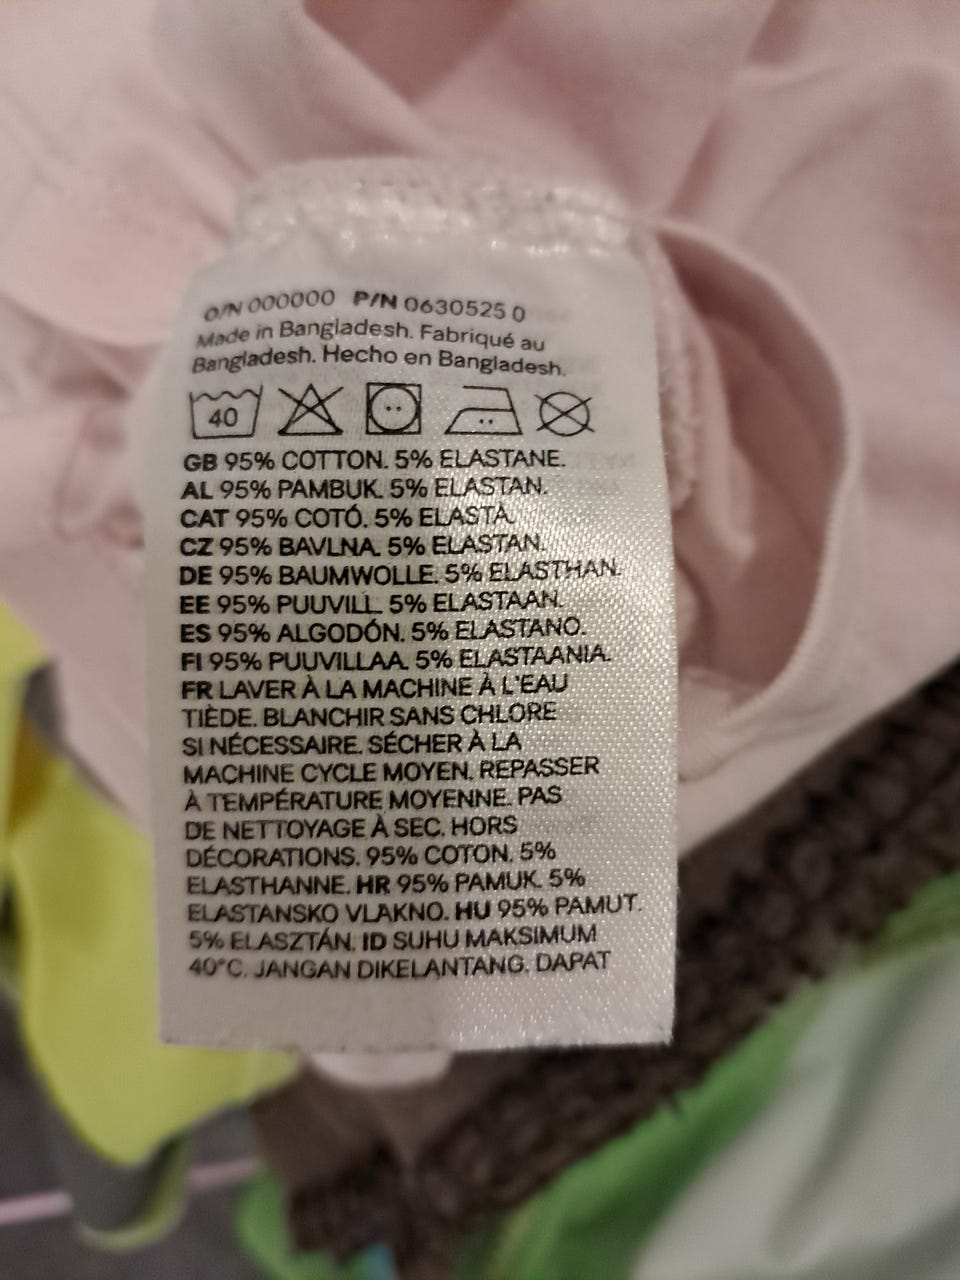 O/N 000000 P/N 0630525 0
Made in Bangladesh. Fabriqué au
Bangladesh. Hecho en Bangladesh.
40
GB 95% COTTON. 5% ELASTANE.
AL 95% PAMBUK. 5% ELASTAN.
CAT 95% COTÓ. 5% ELASTÀ.
CZ 95% BAVLNA. 5% ELASTAN.
DE 95% BAUMWOLLE. 5% ELASTHAN.
EE 95% PUUVILL. 5% ELASTAAN.
ES 95% ALGODÓN. 5% ELASTANO.
FI 95% PUUVILLAA. 5% ELASTAANIA.
FR LAVER À LA MACHINE À L'EAU
TIÈDE. BLANCHIR SANS CHLORE
SI NÉCESSAIRE. SÉCHER À LA
MACHINE CYCLE MOYEN. REPASSER
À TEMPÉRATURE MOYENNE. PAS
DE NETTOYAGE À SEC. HORS
DÉCORATIONS. 95% COTON. 5%
ELASTHANNE. HR 95% PAMUK. 5%
ELASTANSKO VLAKNO. HU 95% PAMUT.
5% ELASZTÁN. ID SUHU MAKSIMUM
40°C. JANGAN DIKELANTANG. DAPAT